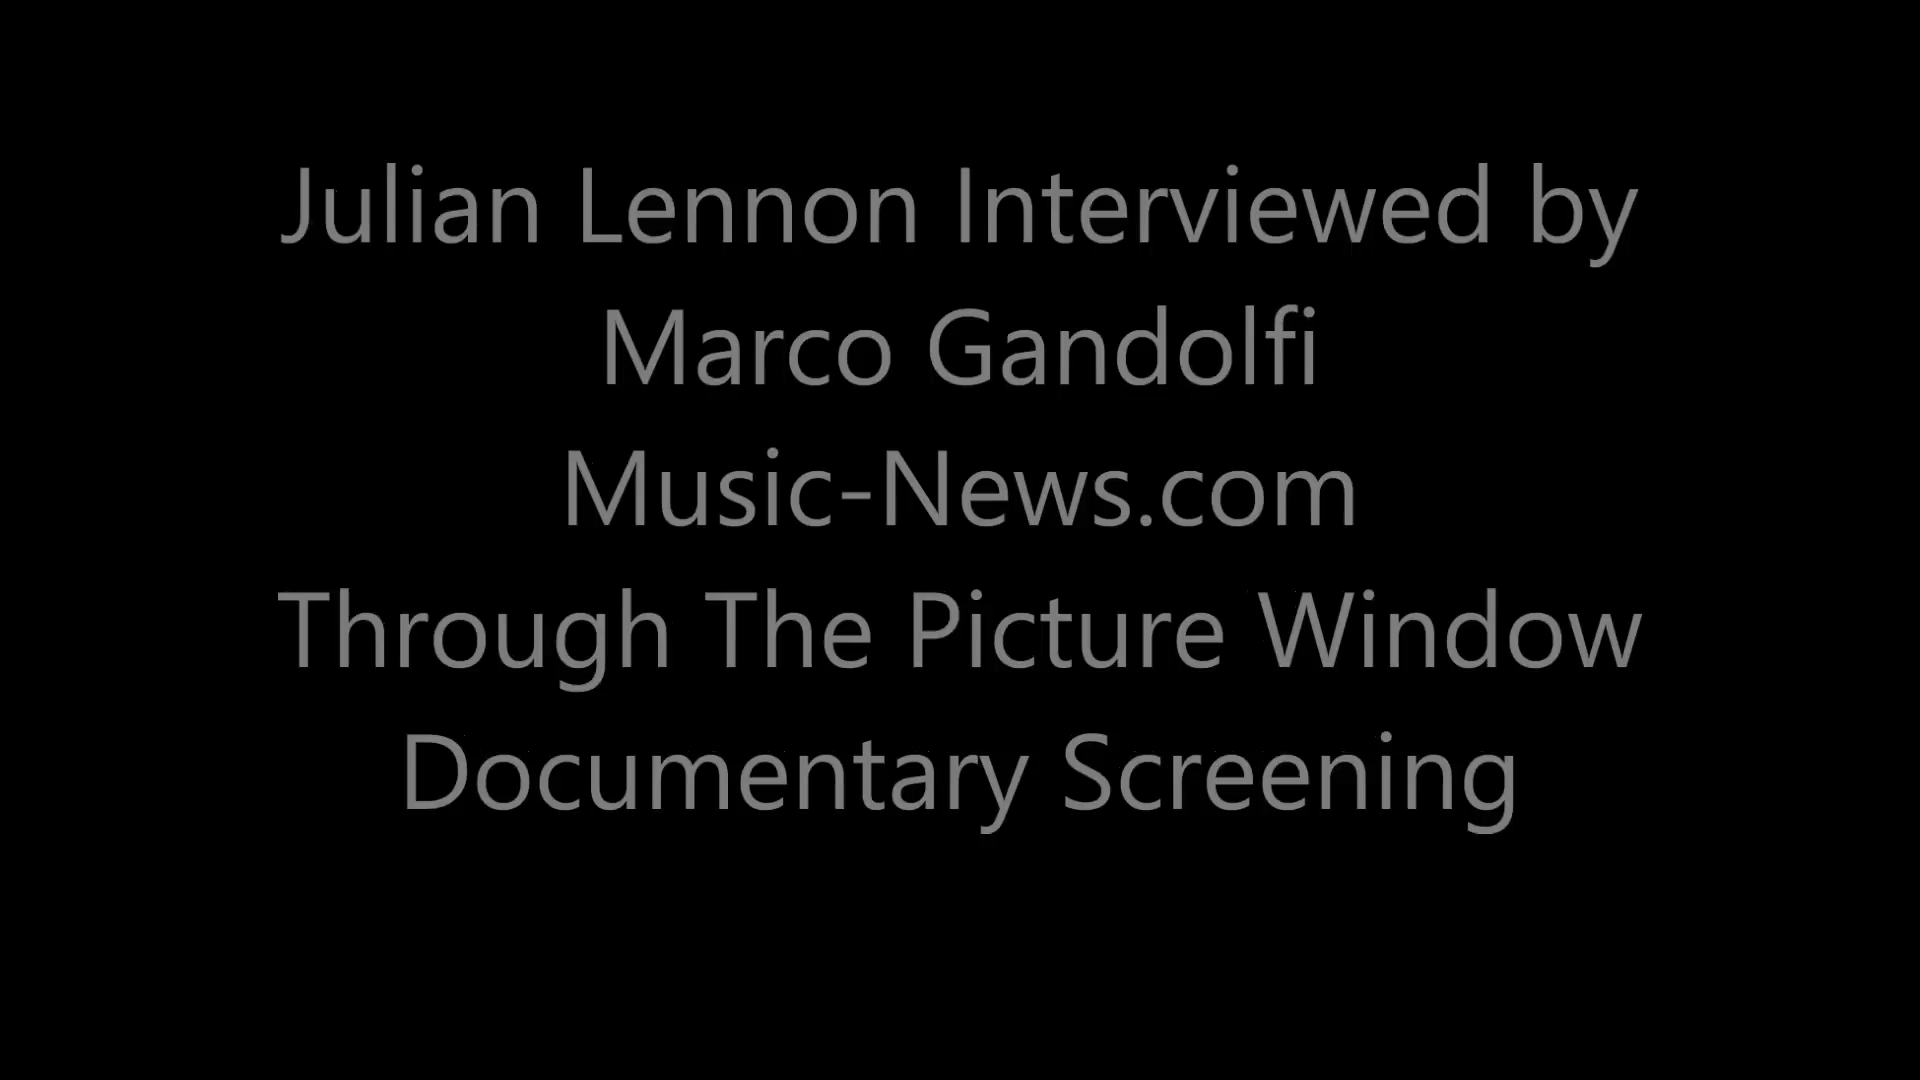 Julian Lennon Interviewed by
Marco Gandolfi
Music-News.com
Through The Picture Window
Documentary Screening